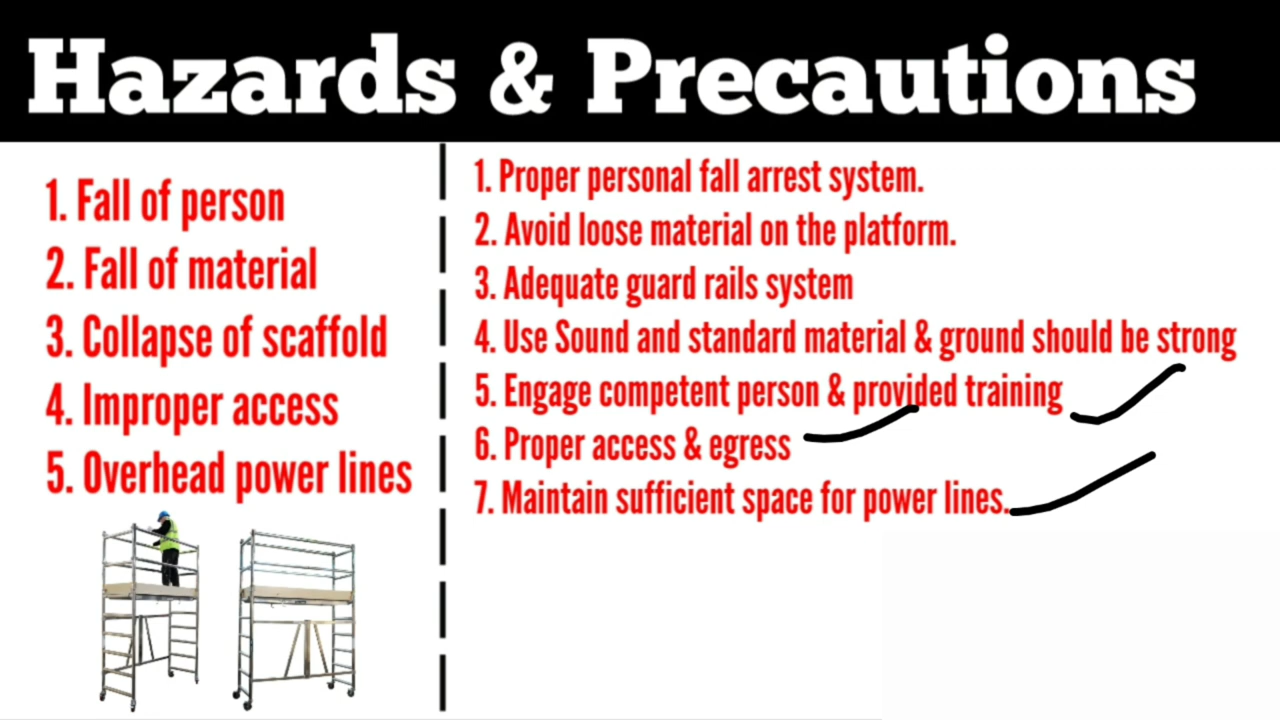 Hazards & Precautions
1. Fall of person
2. Fall of material
3. Collapse of scaffold
4. Improper access
5. Overhead power lines
1. Proper personal fall arrest system.
2. Avoid loose material on the platform.
3. Adequate guard rails system
4. Use Sound and standard material & ground should be strong
5. Engage competent person & provided training
6. Proper access & egress
7. Maintain sufficient space for power lines.